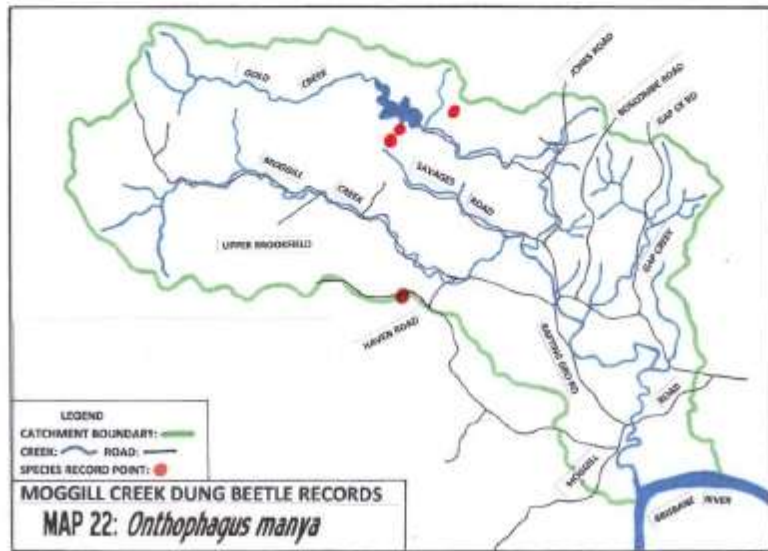 GOLD CREEK
JONES ROAD
BOSCOMBE ROAD
GAP CK RD
MOGGILL CREEK
SAVAGES ROAD
UPPER BROOKFIELD
GAP CREEK
HAVEN ROAD
RAFTING GRO RD
MOGGILL ROAD
BRISBANE RIVER
LEGEND
CATCHMENT BOUNDARY:
CREEK: ROAD:
SPECIES RECORD POINT:
MOGGILL CREEK DUNG BEETLE RECORDS
MAP 22: Onthophagus manya